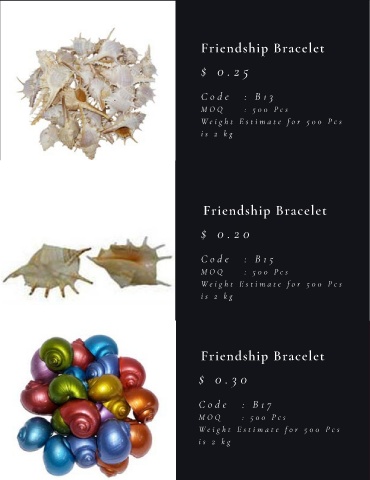 Friendship Bracelet
$ 0.25
Code : B13
MOQ : 500 Pcs
Weight Estimate for 500 Pcs
is 2 kg
Friendship Bracelet
$ 0.20
Code : B15
MOQ : 500 Pcs
Weight Estimate for 500 Pcs
is 2 kg
Friendship Bracelet
$ 0.30
Code : B17
MOQ : 500 Pcs
Weight Estimate for 500 Pcs
is 2 kg